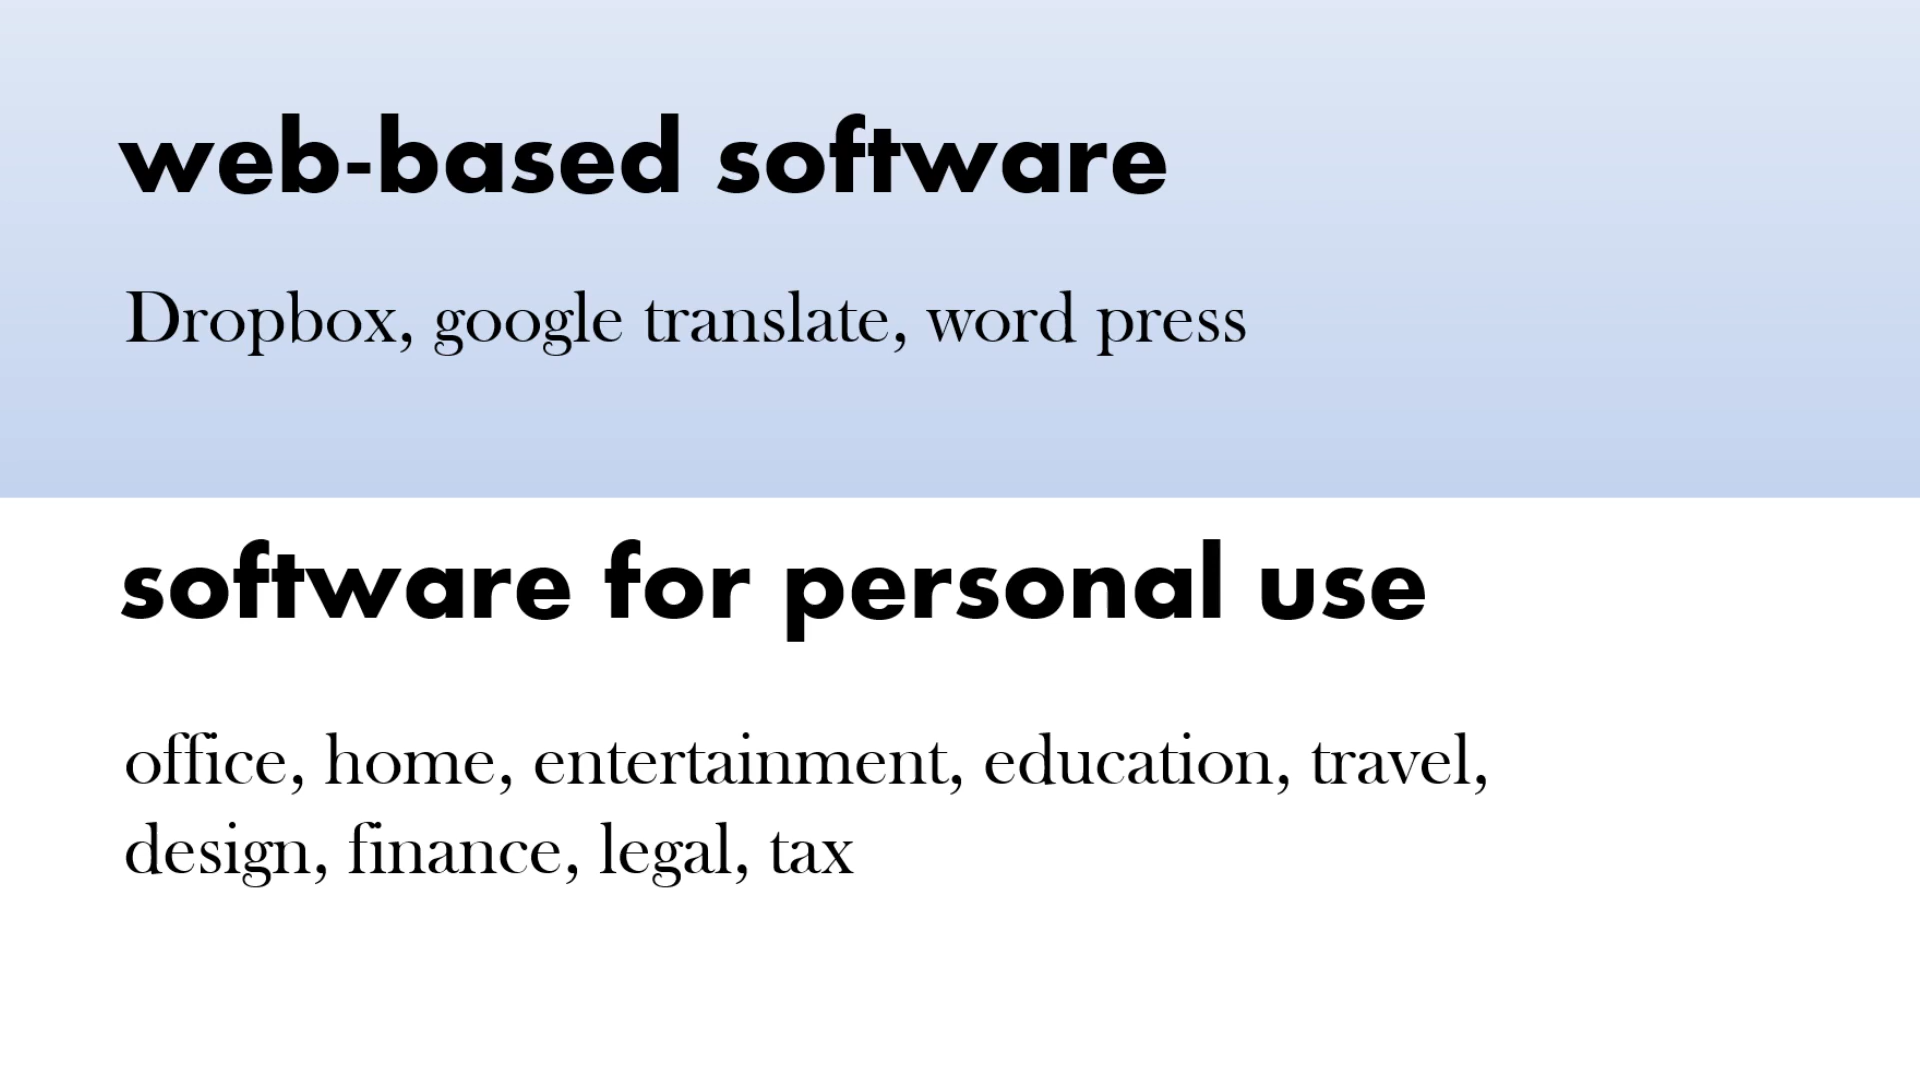 web-based software
Dropbox, google translate, word press
software for personal use
office, home, entertainment, education, travel,
design, finance, legal, tax